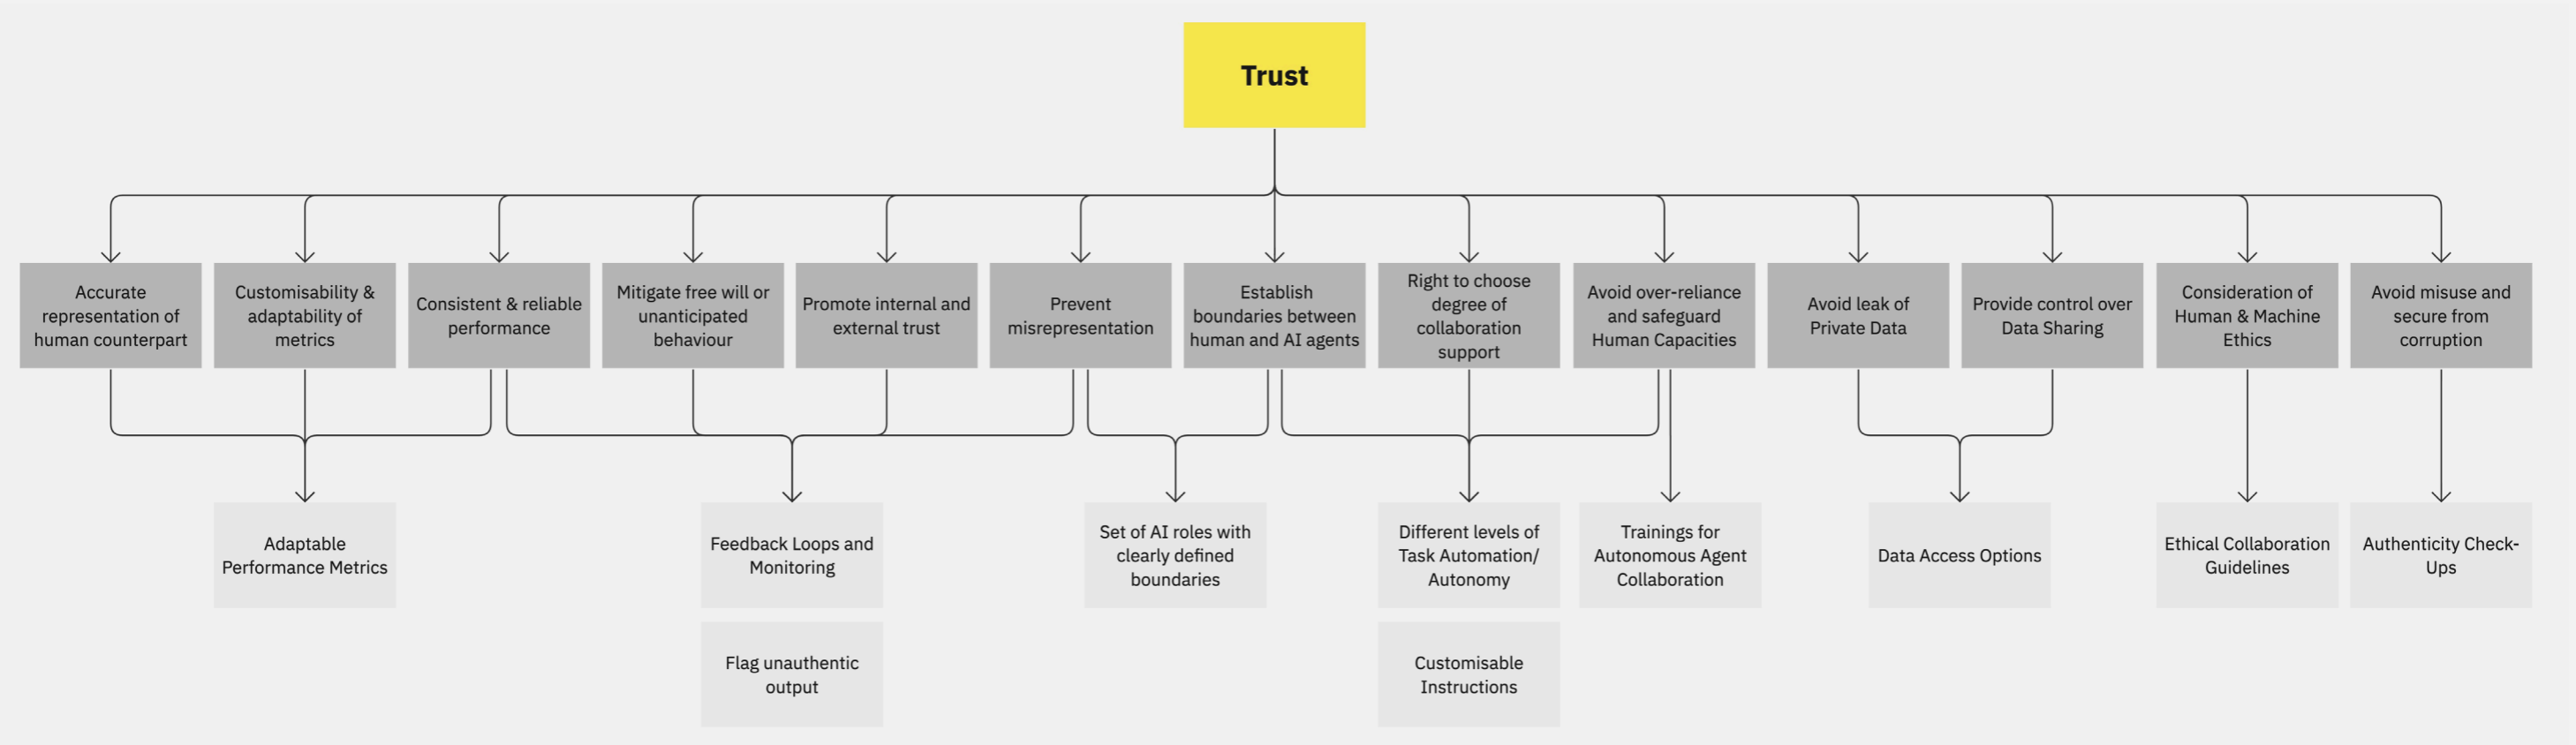 Trust
Accurate
representation of
human counterpart
Customisability &
adaptability of
metrics
Consistent & reliable
performance
Mitigate free will or
unanticipated
behaviour
Promote internal and
external trust
Prevent
misrepresentation
Establish
boundaries between
human and AI agents
Right to choose
degree of
collaboration
support
Avoid over-reliance
and safeguard
Human Capacities
Avoid leak of
Private Data
Provide control over
Data Sharing
Consideration of
Human & Machine
Ethics
Avoid misuse and
secure from
corruption
Adaptable
Performance Metrics
Feedback Loops and
Monitoring
Set of AI roles with
clearly defined
boundaries
Different levels of
Task Automation/
Autonomy
Trainings for
Autonomous Agent
Collaboration
Data Access Options
Ethical Collaboration
Guidelines
Authenticity Check-
Ups
Flag unauthentic
output
Customisable
Instructions